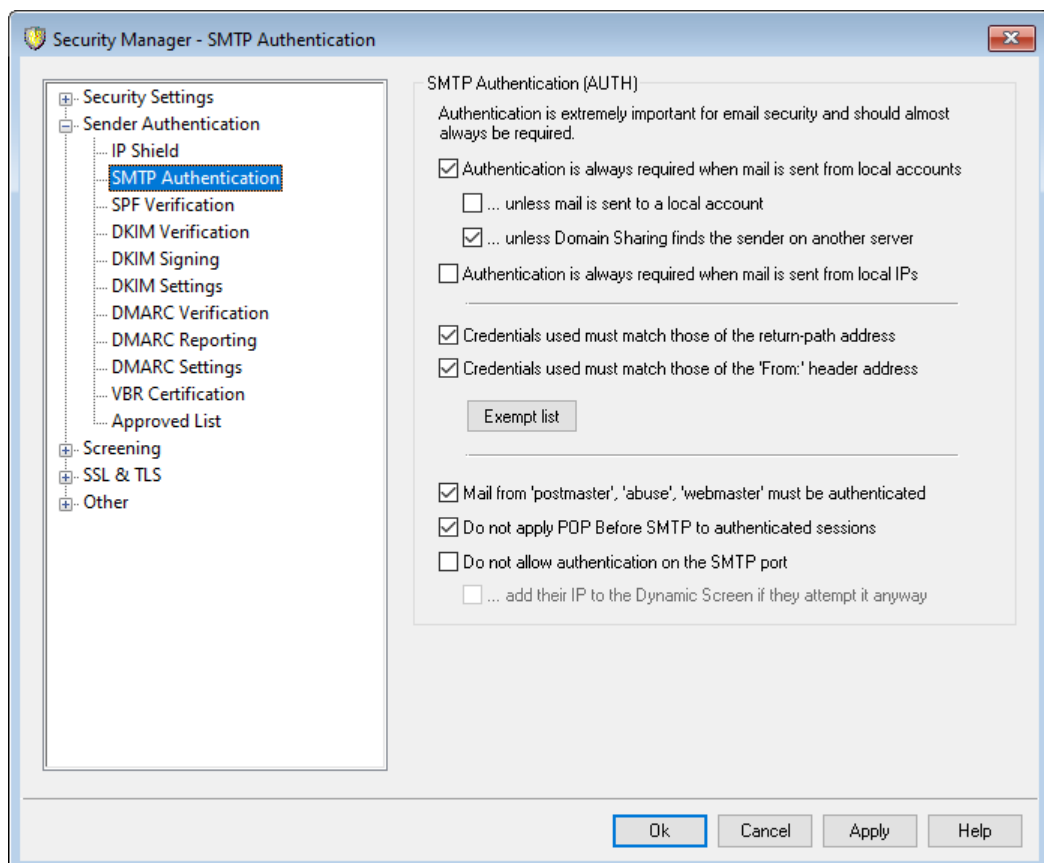 Security Manager - SMTP Authentication
Security Settings
Sender Authentication
IP Shield
SMTP Authentication
SPF Verification
DKIM Verification
DKIM Signing
DKIM Settings
DMARC Verification
DMARC Reporting
DMARC Settings
VBR Certification
Approved List
Screening
SSL & TLS
Other
SMTP Authentication (AUTH)
Authentication is extremely important for email security and should almost
always be required.
Authentication is always required when mail is sent from local accounts
... unless mail is sent to a local account
... unless Domain Sharing finds the sender on another server
Authentication is always required when mail is sent from local IPs
Credentials used must match those of the return-path address
Credentials used must match those of the 'From:' header address
Exempt list
Mail from 'postmaster', 'abuse', 'webmaster' must be authenticated
Do not apply POP Before SMTP to authenticated sessions
Do not allow authentication on the SMTP port
... add their IP to the Dynamic Screen if they attempt it anyway
Ok
Cancel
Apply
Help